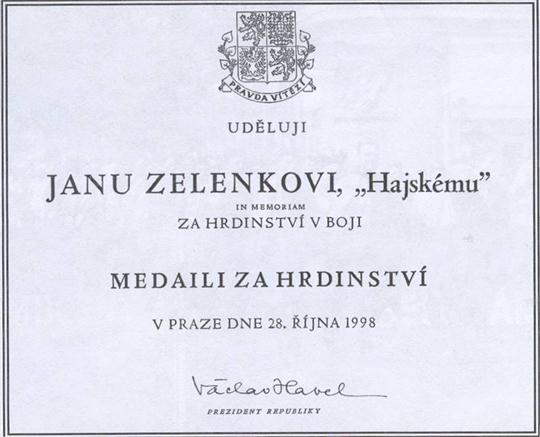 PRAVDA VÍTĚZÍ
UDĚLUJI
JANU ZELENKOVI, „Hajskému”
IN MEMORIAM
ZA HRDINSTVÍ V BOJI
MEDAILI ZA HRDINSTVÍ
V PRAZE DNE 28. ŘÍJNA 1998
Václav Havel
PREZIDENT REPUBLIKY